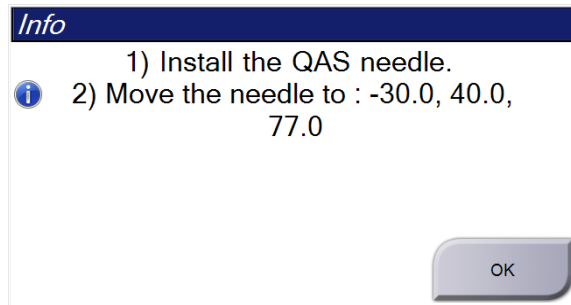 Info
1) Install the QAS needle.
2) Move the needle to : -30.0, 40.0,
77.0
OK